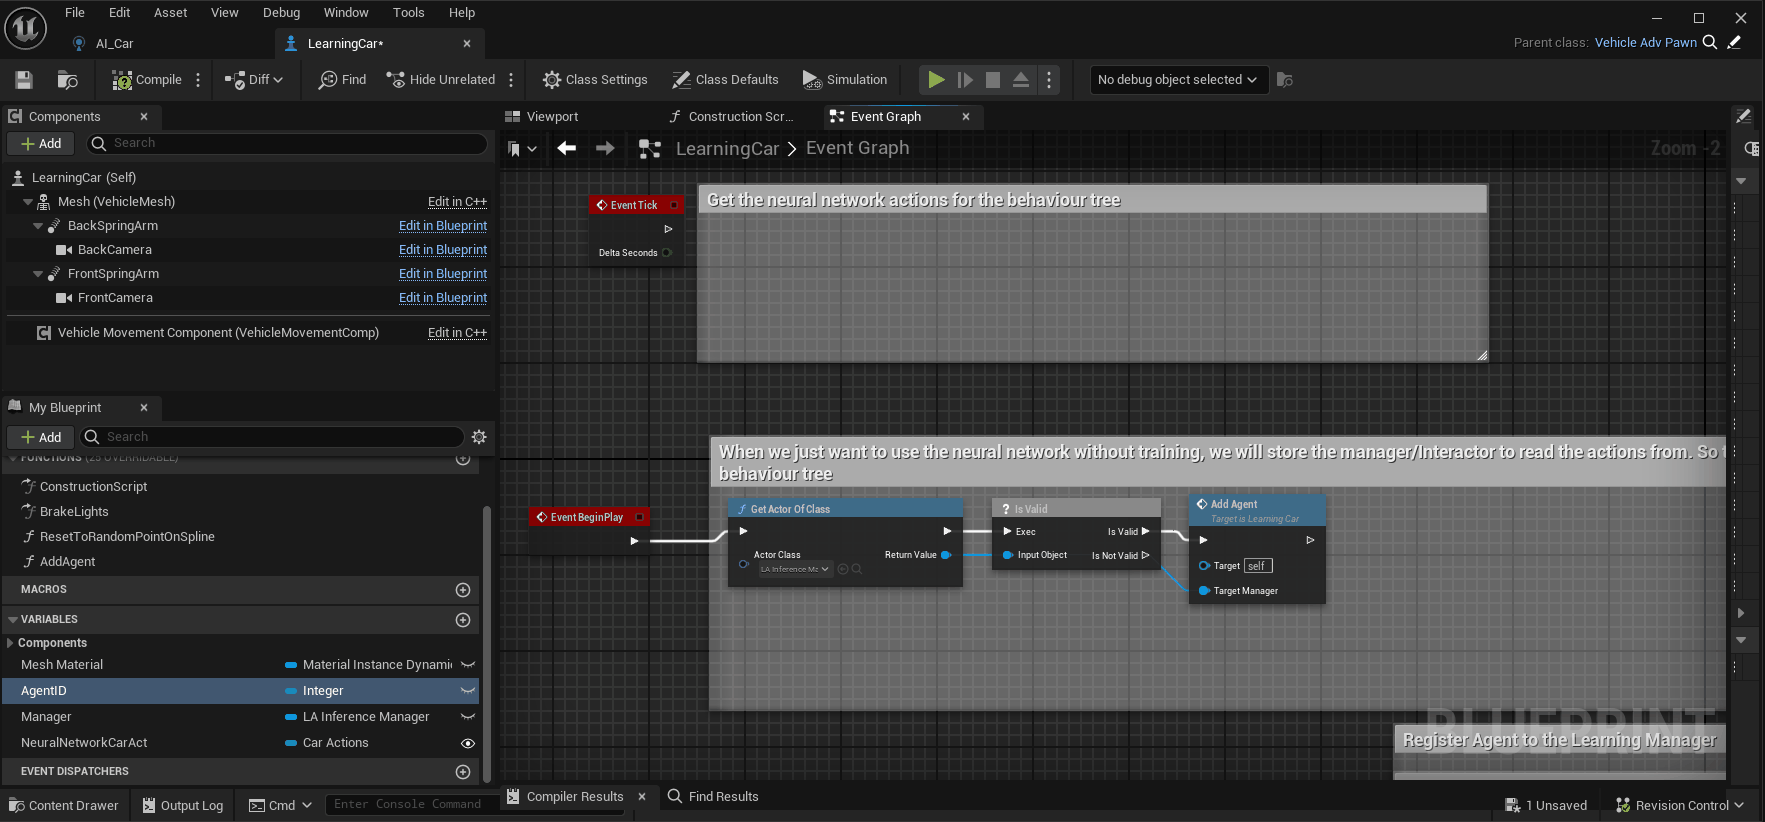 File Edit Asset View Debug Window Tools Help
AI_Car
LearningCar*
Parent class: Vehicle Adv Pawn
Compile
Diff
Find
Hide Unrelated
Class Settings
Class Defaults
Simulation
No debug object selected
Components
Add
Search
LearningCar (Self)
Mesh (VehicleMesh) Edit in C++
BackSpringArm Edit in Blueprint
BackCamera Edit in Blueprint
FrontSpringArm Edit in Blueprint
FrontCamera Edit in Blueprint
Vehicle Movement Component (VehicleMovementComp) Edit in C++
My Blueprint
Add
Search
FUNCTIONS (25 OVERRIDABLE)
ConstructionScript
BrakeLights
ResetToRandomPointOnSpline
AddAgent
MACROS
VARIABLES
Components
Mesh Material Material Instance Dynami
AgentID Integer
Manager LA Inference Manager
NeuralNetworkCarAct Car Actions
EVENT DISPATCHERS
Viewport
Construction Scr...
Event Graph
LearningCar > Event Graph
Zoom -2
Event Tick
Delta Seconds
Get the neural network actions for the behaviour tree
When we just want to use the neural network without training, we will store the manager/Interactor to read the actions from. So t
behaviour tree
Event BeginPlay
Get Actor Of Class
Actor Class
LA Inference Ma
Return Value
? Is Valid
Exec
Is Valid
Input Object
Is Not Valid
Add Agent
Target is Learning Car
Target self
Target Manager
BLUEPRINT
Register Agent to the Learning Manager
Content Drawer
Output Log
Cmd
Enter Console Command
Compiler Results
Find Results
1 Unsaved
Revision Control